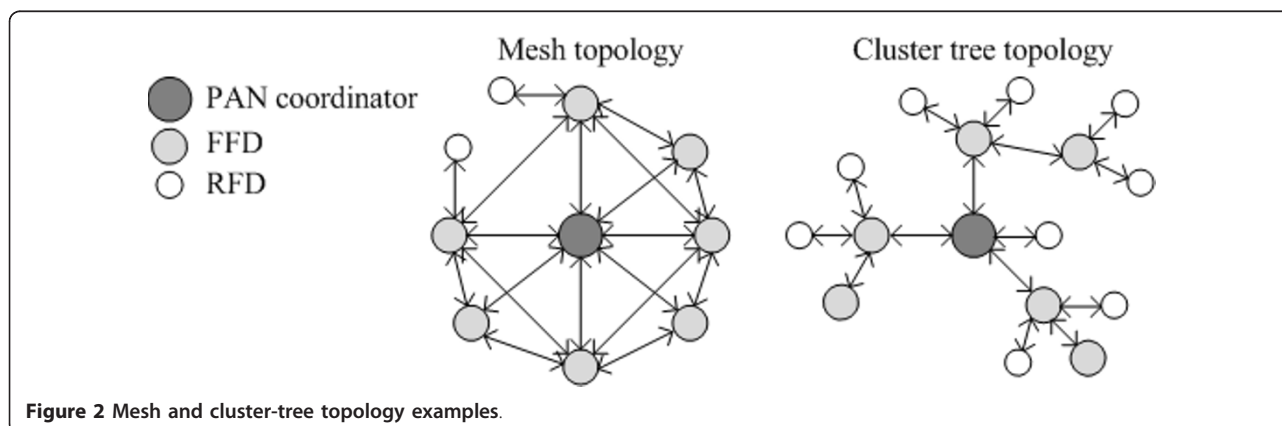 Mesh topology
Cluster tree topology
PAN coordinator
FFD
RFD
Figure 2 Mesh and cluster-tree topology examples.